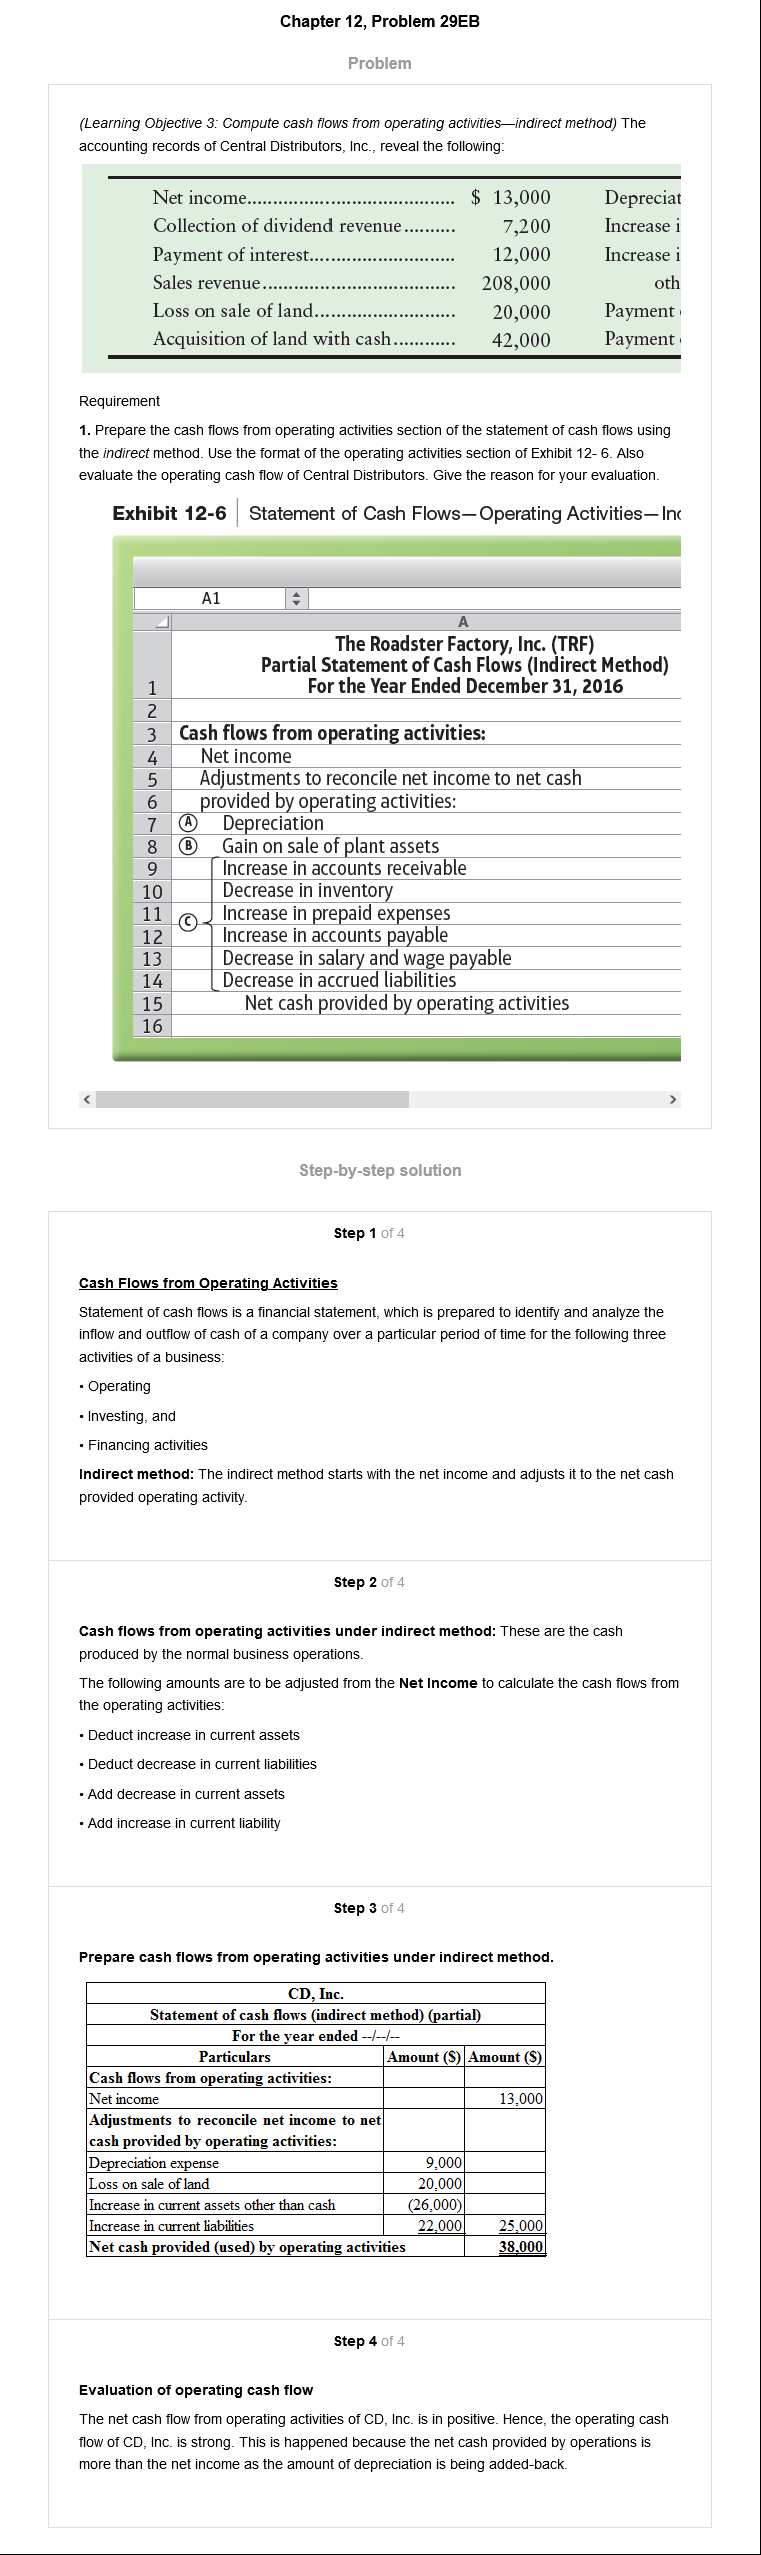 Chapter 12, Problem 29EB
Problem
(Learning Objective 3: Compute cash flows from operating activities—indirect method) The
accounting records of Central Distributors, Inc., reveal the following:
Net income........................................ $ 13,000 Depreciat
Collection of dividend revenue.......... 7,200 Increase i
Payment of interest............................ 12,000 Increase i
Sales revenue..................................... 208,000 oth
Loss on sale of land........................... 20,000 Payment
Acquisition of land with cash............ 42,000 Payment
Requirement
1. Prepare the cash flows from operating activities section of the statement of cash flows using
the indirect method. Use the format of the operating activities section of Exhibit 12- 6. Also
evaluate the operating cash flow of Central Distributors. Give the reason for your evaluation.
Exhibit 12-6 Statement of Cash Flows—Operating Activities—Ind
A1
A
The Roadster Factory, Inc. (TRF)
Partial Statement of Cash Flows (Indirect Method)
1 For the Year Ended December 31, 2016
2
3 Cash flows from operating activities:
4 Net income
5 Adjustments to reconcile net income to net cash
6 provided by operating activities:
7 A Depreciation
8 B Gain on sale of plant assets
9 Increase in accounts receivable
10 Decrease in inventory
11 C Increase in prepaid expenses
12 Increase in accounts payable
13 Decrease in salary and wage payable
14 Decrease in accrued liabilities
15 Net cash provided by operating activities
16
Step-by-step solution
Step 1 of 4
Cash Flows from Operating Activities
Statement of cash flows is a financial statement, which is prepared to identify and analyze the
inflow and outflow of cash of a company over a particular period of time for the following three
activities of a business:
• Operating
• Investing, and
• Financing activities
Indirect method: The indirect method starts with the net income and adjusts it to the net cash
provided operating activity.
Step 2 of 4
Cash flows from operating activities under indirect method: These are the cash
produced by the normal business operations.
The following amounts are to be adjusted from the Net Income to calculate the cash flows from
the operating activities:
• Deduct increase in current assets
• Deduct decrease in current liabilities
• Add decrease in current assets
• Add increase in current liability
Step 3 of 4
Prepare cash flows from operating activities under indirect method.
CD, Inc.
Statement of cash flows (indirect method) (partial)
For the year ended --/--/--
Particulars Amount ($) Amount ($)
Cash flows from operating activities:
Net income 13,000
Adjustments to reconcile net income to net
cash provided by operating activities:
Depreciation expense 9,000
Loss on sale of land 20,000
Increase in current assets other than cash (26,000)
Increase in current liabilities 22,000 25,000
Net cash provided (used) by operating activities 38,000
Step 4 of 4
Evaluation of operating cash flow
The net cash flow from operating activities of CD, Inc. is in positive. Hence, the operating cash
flow of CD, Inc. is strong. This is happened because the net cash provided by operations is
more than the net income as the amount of depreciation is being added-back.